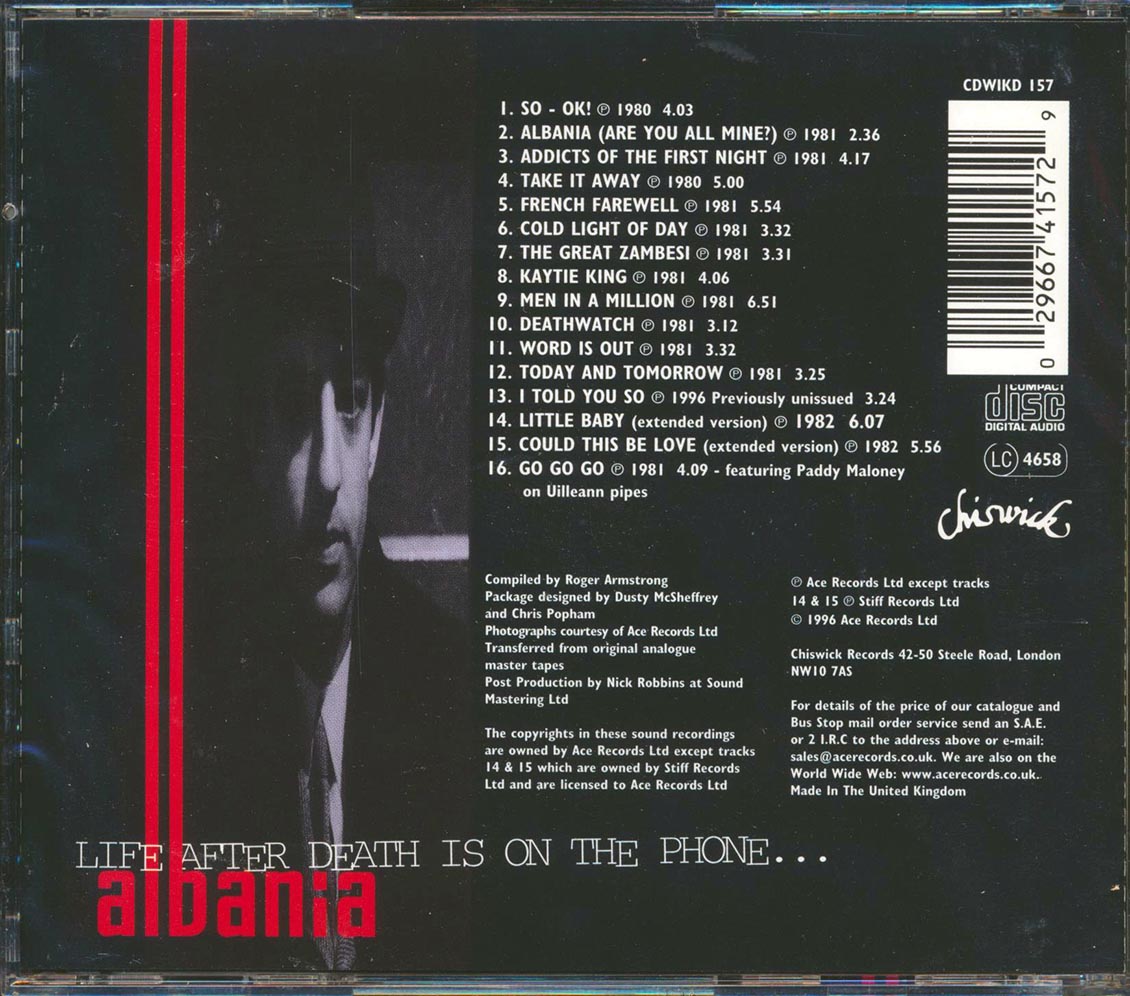 CDWIKD 157
1. SO - OK! ℗ 1980 4.03
2. ALBANIA (ARE YOU ALL MINE?) ℗ 1981 2.36
3. ADDICTS OF THE FIRST NIGHT ℗ 1981 4.17
4. TAKE IT AWAY ℗ 1980 5.00
5. FRENCH FAREWELL ℗ 1981 5.54
6. COLD LIGHT OF DAY ℗ 1981 3.32
7. THE GREAT ZAMBESI ℗ 1981 3.31
8. KAYTIE KING ℗ 1981 4.06
9. MEN IN A MILLION ℗ 1981 6.51
10. DEATHWATCH ℗ 1981 3.12
11. WORD IS OUT ℗ 1981 3.32
12. TODAY AND TOMORROW ℗ 1981 3.25
13. I TOLD YOU SO ℗ 1996 Previously unissued 3.24
14. LITTLE BABY (extended version) ℗ 1982 6.07
15. COULD THIS BE LOVE (extended version) ℗ 1982 5.56
16. GO GO GO ℗ 1981 4.09 - featuring Paddy Maloney
on Uilleann pipes
0 29667 41572 9
COMPACT
disc
DIGITAL AUDIO
LC 4658
Chiswick
Compiled by Roger Armstrong
Package designed by Dusty McSheffrey
and Chris Popham
Photographs courtesy of Ace Records Ltd
Transferred from original analogue
master tapes
Post Production by Nick Robbins at Sound
Mastering Ltd
The copyrights in these sound recordings
are owned by Ace Records Ltd except tracks
14 & 15 which are owned by Stiff Records
Ltd and are licensed to Ace Records Ltd
℗ Ace Records Ltd except tracks
14 & 15 ℗ Stiff Records Ltd
© 1996 Ace Records Ltd
Chiswick Records 42-50 Steele Road, London
NW10 7AS
For details of the price of our catalogue and
Bus Stop mail order service send an S.A.E.
or 2 I.R.C to the address above or e-mail:
sales@acerecords.co.uk. We are also on the
World Wide Web: www.acerecords.co.uk.
Made In The United Kingdom
LIFE AFTER DEATH IS ON THE PHONE...
albania